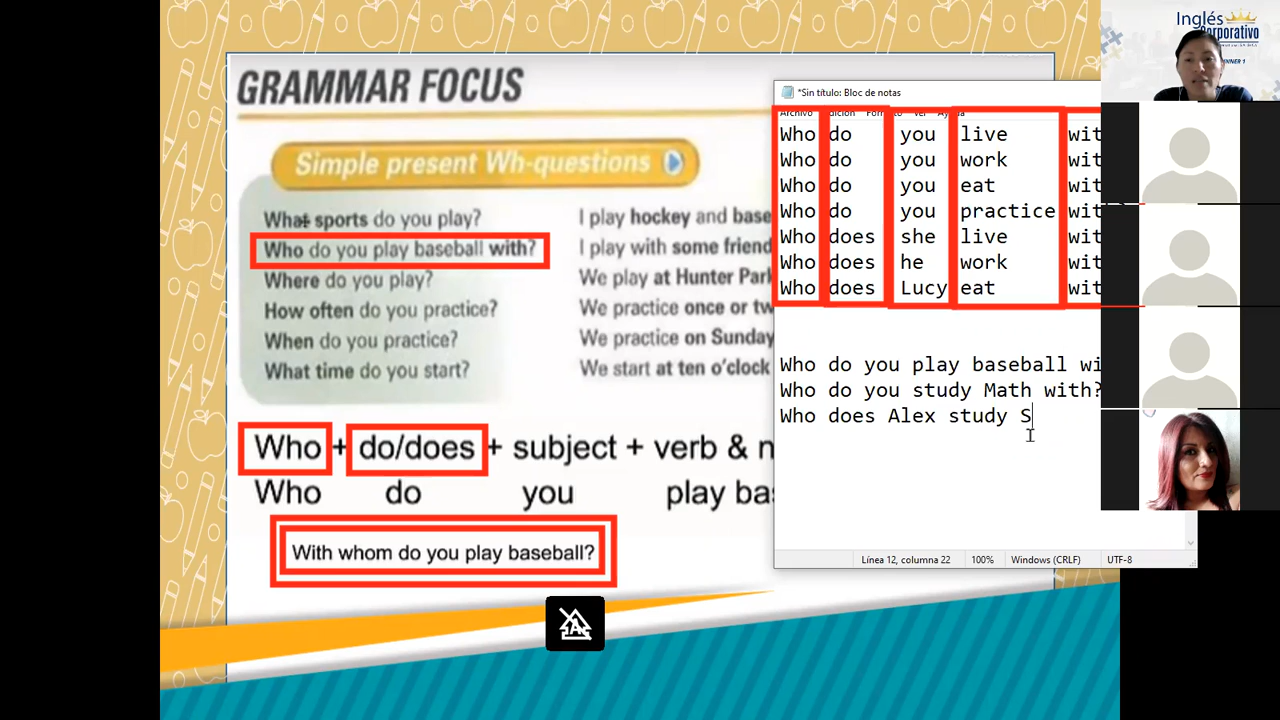 GRAMMAR FOCUS
Simple present Wh-questions
What sports do you play?
I play hockey and base
Who do you play baseball with?
I play with some friend
Where do you play?
We play at Hunter Park
How often do you practice?
We practice once or tw
When do you practice?
We practice on Sunday
What time do you start?
We start at ten o'clock
Who + do/does + subject + verb & n
Who do you play ba
With whom do you play baseball?
*Sin título: Bloc de notas
Archivo Edición Formato Ver Ayuda
Who do you live wit
Who do you work wit
Who do you eat wit
Who do you practice wit
Who does she live wit
Who does he work wit
Who does Lucy eat wit
Who do you play baseball wi
Who do you study Math with?
Who does Alex study S
Línea 12, columna 22 100% Windows (CRLF) UTF-8
Inglés
Corporativo